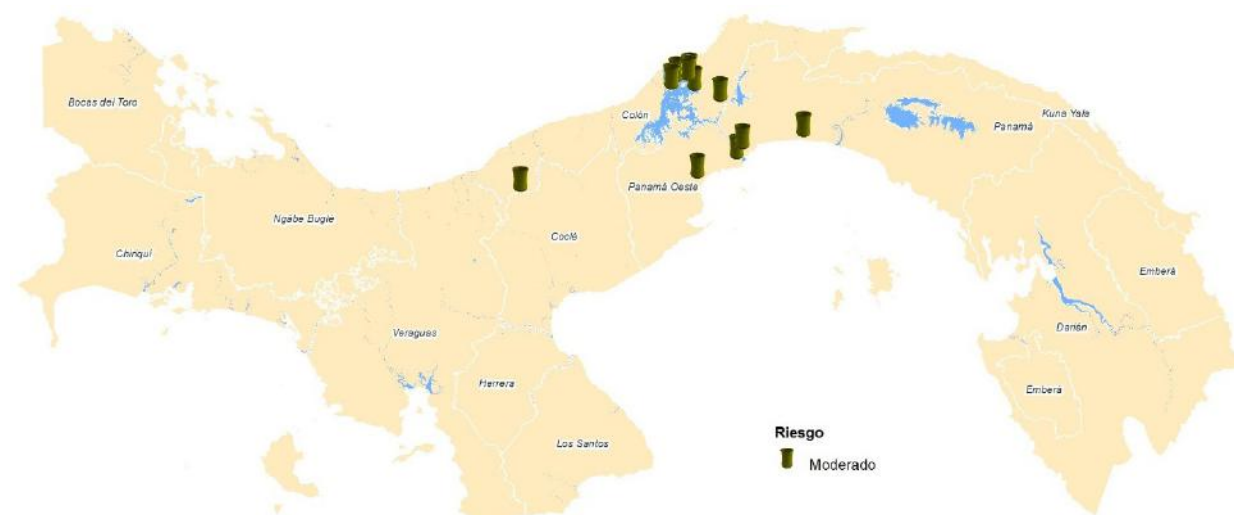 Bocas del Toro
Colón
Kuna Yala
Panamá
Panamá Oeste
Ngäbe Bugle
Coclé
Chiriquí
Emberá
Veraguas
Darién
Herrera
Emberá
Riesgo
Los Santos
Moderado